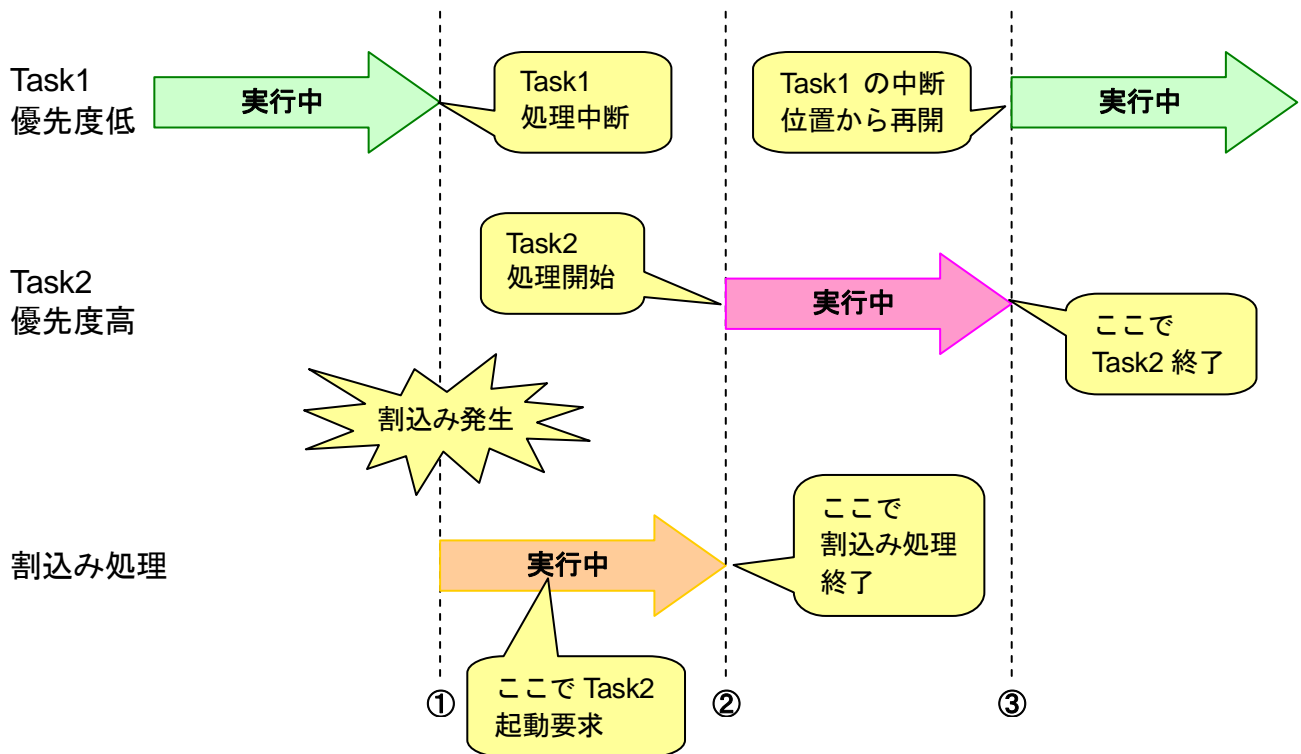 Task1
優先度低
実行中
Task1
処理中断
Task1 の中断
位置から再開
実行中
Task2
優先度高
Task2
処理開始
実行中
ここで
Task2 終了
割込み発生
割込み処理
実行中
ここで
割込み処理
終了
ここで Task2
起動要求
①
②
③